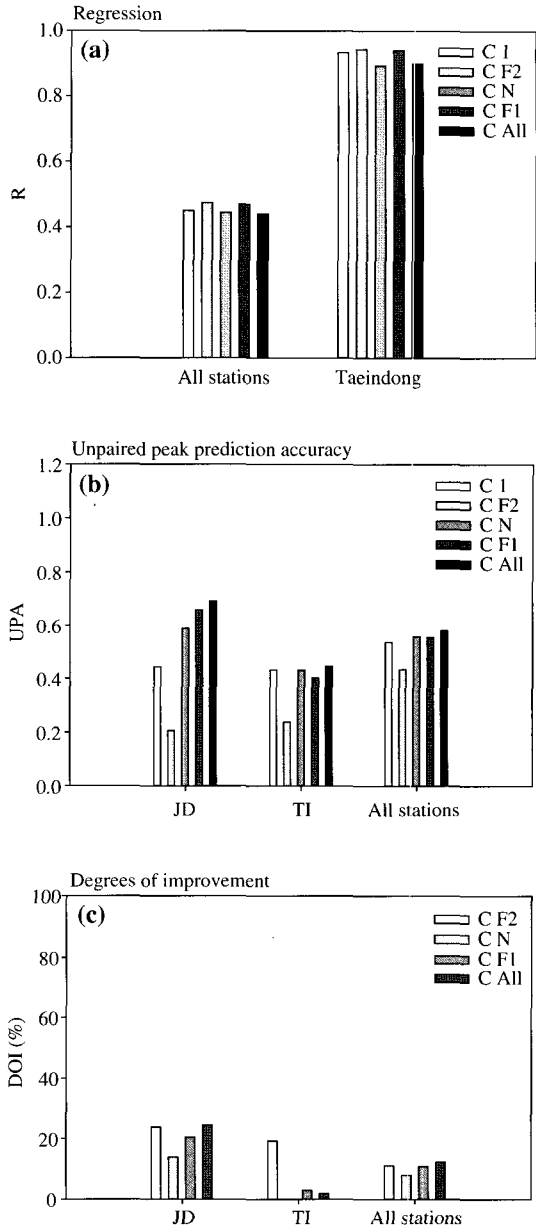 Regression
(a)
C 1
C F2
C N
C F1
C All
1.0
0.8
0.6
0.4
0.2
0.0
R
All stations
Taeindong
Unpaired peak prediction accuracy
(b)
C 1
C F2
C N
C F1
C All
1.2
1.0
0.8
0.6
0.4
0.2
0.0
UPA
JD
TI
All stations
Degrees of improvement
(c)
C F2
C N
C F1
C All
100
80
60
40
20
0
DOI (%)
JD
TI
All stations